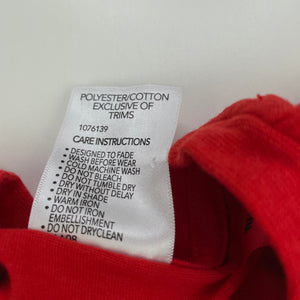 POLYESTER/COTTON
EXCLUSIVE OF
TRIMS
1076139
CARE INSTRUCTIONS
• DESIGNED TO FADE
• WASH BEFORE WEAR
• COLD MACHINE WASH
• DO NOT BLEACH
• DO NOT TUMBLE DRY
• DRY WITHOUT DELAY
• DRY IN SHADE
• WARM IRON
• DO NOT IRON
EMBELLISHMENT
• DO NOT DRYCLEAN